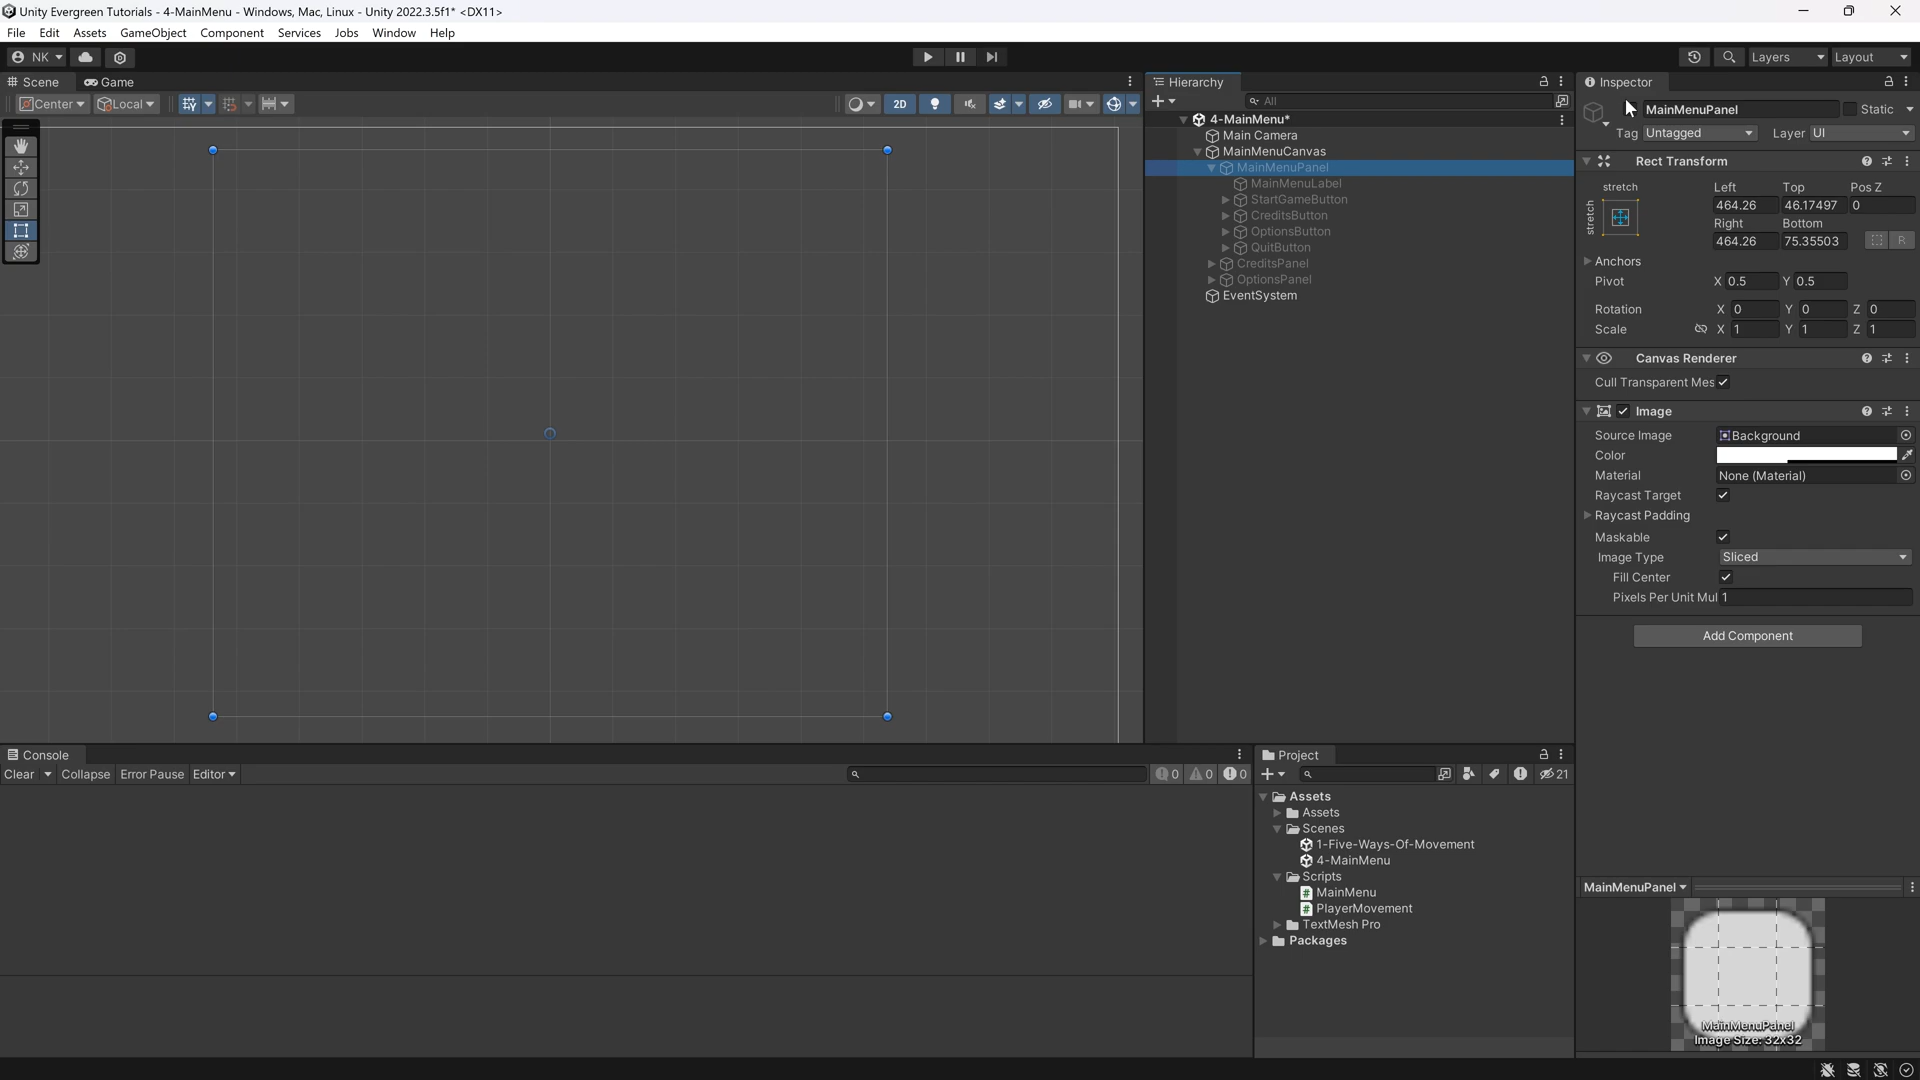 Unity Evergreen Tutorials - 4-MainMenu - Windows, Mac, Linux - Unity 2022.3.5f1* <DX11>
File Edit Assets GameObject Component Services Jobs Window Help
NK Layers Layout
Scene Game
Center Local 2D
Hierarchy
All
4-MainMenu*
Main Camera
MainMenuCanvas
MainMenuPanel
MainMenuLabel
StartGameButton
CreditsButton
OptionsButton
QuitButton
CreditsPanel
OptionsPanel
EventSystem
Inspector
MainMenuPanel Static
Tag Untagged Layer UI
Rect Transform
stretch
stretch
Left Top Pos Z
464.26 46.17497 0
Right Bottom
464.26 75.35503 R
Anchors
Pivot X 0.5 Y 0.5
Rotation X 0 Y 0 Z 0
Scale X 1 Y 1 Z 1
Canvas Renderer
Cull Transparent Mes
Image
Source Image Background
Color
Material None (Material)
Raycast Target
Raycast Padding
Maskable
Image Type Sliced
Fill Center
Pixels Per Unit Mul 1
Add Component
MainMenuPanel
MainMenuPanel
Image Size: 32x32
Console
Clear Collapse Error Pause Editor 0 0 0
Project
21
Assets
Assets
Scenes
1-Five-Ways-Of-Movement
4-MainMenu
Scripts
MainMenu
PlayerMovement
TextMesh Pro
Packages